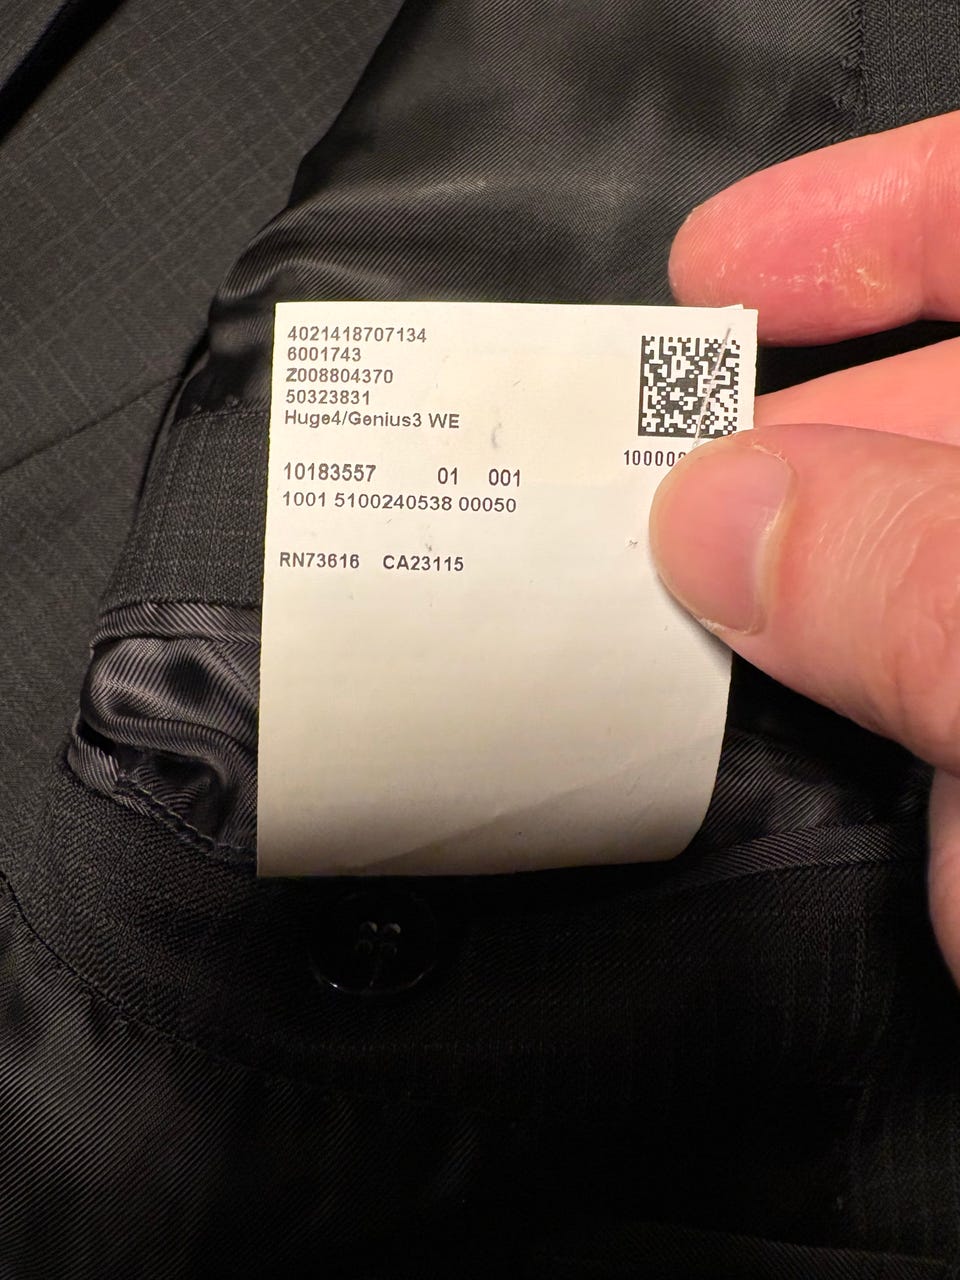 4021418707134
6001743
Z008804370
50323831
Huge4/Genius3 WE
10183557 01 001
1001 5100240538 00050
RN73616 CA23115